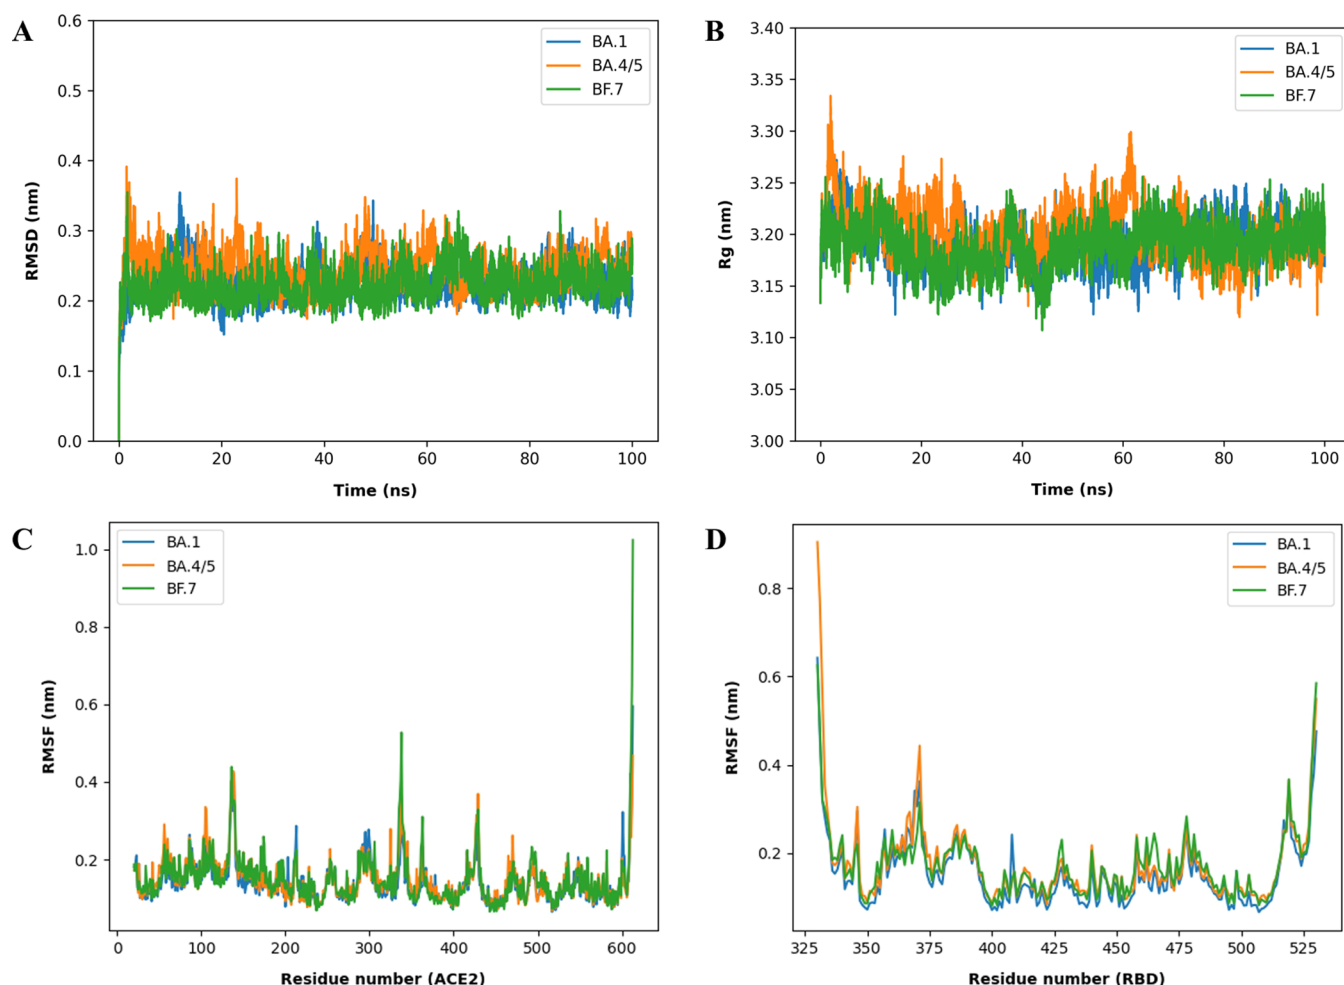 A
0.6
0.5
0.4
0.3
0.2
0.1
0.0
RMSD (nm)
BA.1
BA.4/5
BF.7
0 20 40 60 80 100
Time (ns)
B
3.40
3.35
3.30
3.25
3.20
3.15
3.10
3.05
3.00
Rg (nm)
BA.1
BA.4/5
BF.7
0 20 40 60 80 100
Time (ns)
C
1.0
0.8
0.6
0.4
0.2
RMSF (nm)
BA.1
BA.4/5
BF.7
0 100 200 300 400 500 600
Residue number (ACE2)
D
0.8
0.6
0.4
0.2
RMSF (nm)
BA.1
BA.4/5
BF.7
325 350 375 400 425 450 475 500 525
Residue number (RBD)